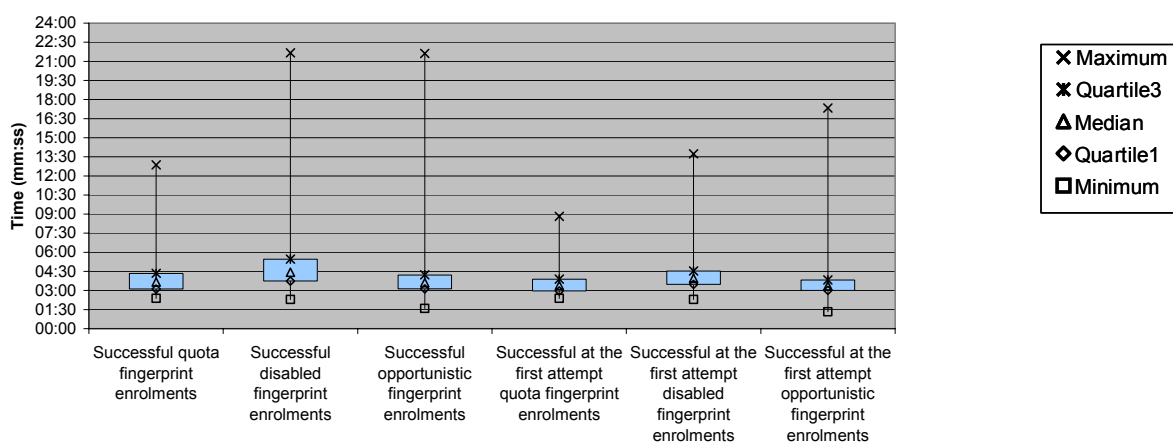 24:00
22:30
21:00
19:30
18:00
16:30
15:00
13:30
12:00
10:30
09:00
07:30
06:00
04:30
03:00
01:30
00:00
Time (mm:ss)
Successful quota
fingerprint
enrolments
Successful
disabled
fingerprint
enrolments
Successful
opportunistic
fingerprint
enrolments
Successful at the
first attempt
quota fingerprint
enrolments
Successful at the
first attempt
disabled
fingerprint
enrolments
Successful at the
first attempt
opportunistic
fingerprint
enrolments
Maximum
Quartile3
Median
Quartile1
Minimum